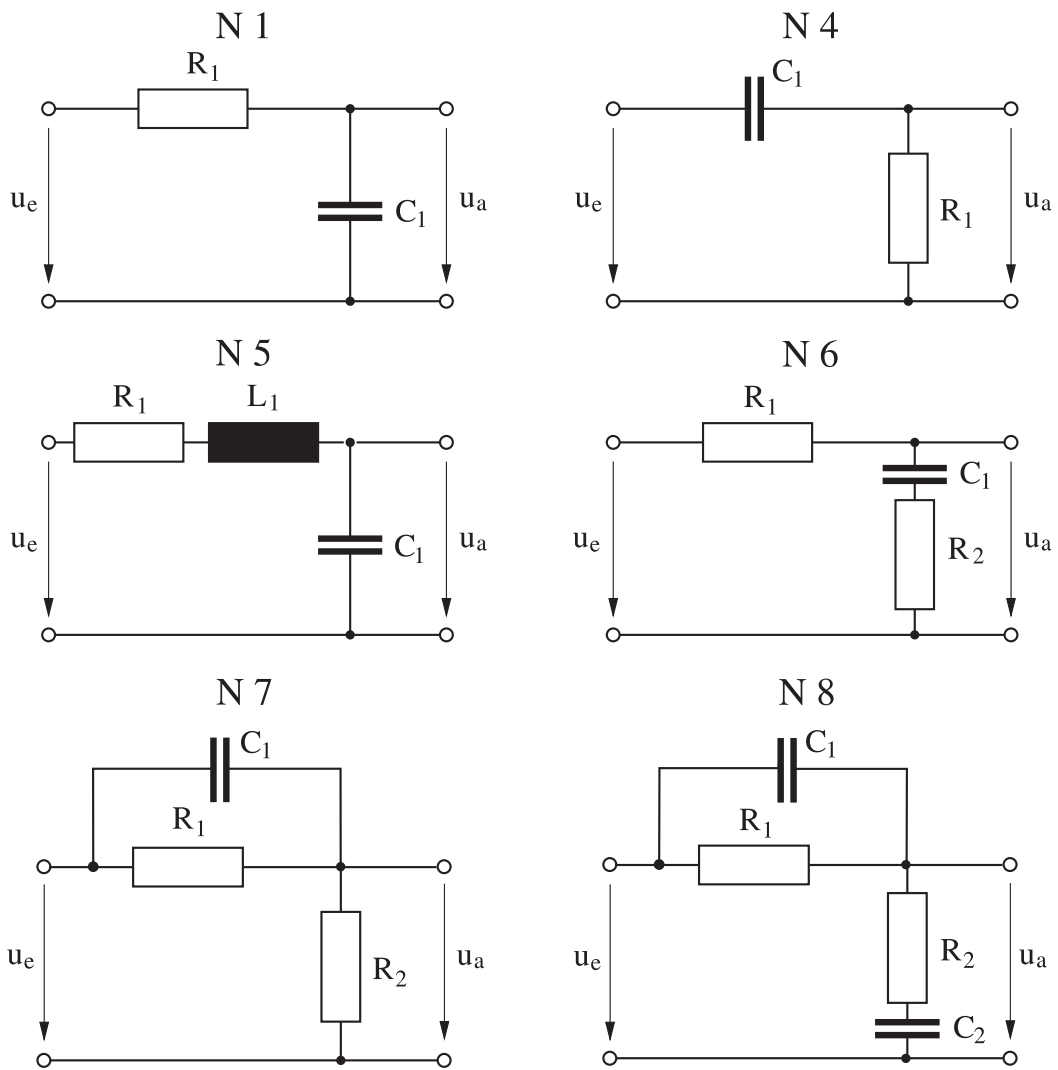 N 1
R₁
uₑ
C₁
uₐ
N 4
C₁
uₑ
R₁
uₐ
N 5
R₁
L₁
uₑ
C₁
uₐ
N 6
R₁
C₁
uₑ
R₂
uₐ
N 7
C₁
R₁
uₑ
R₂
uₐ
N 8
C₁
R₁
uₑ
R₂
uₐ
C₂